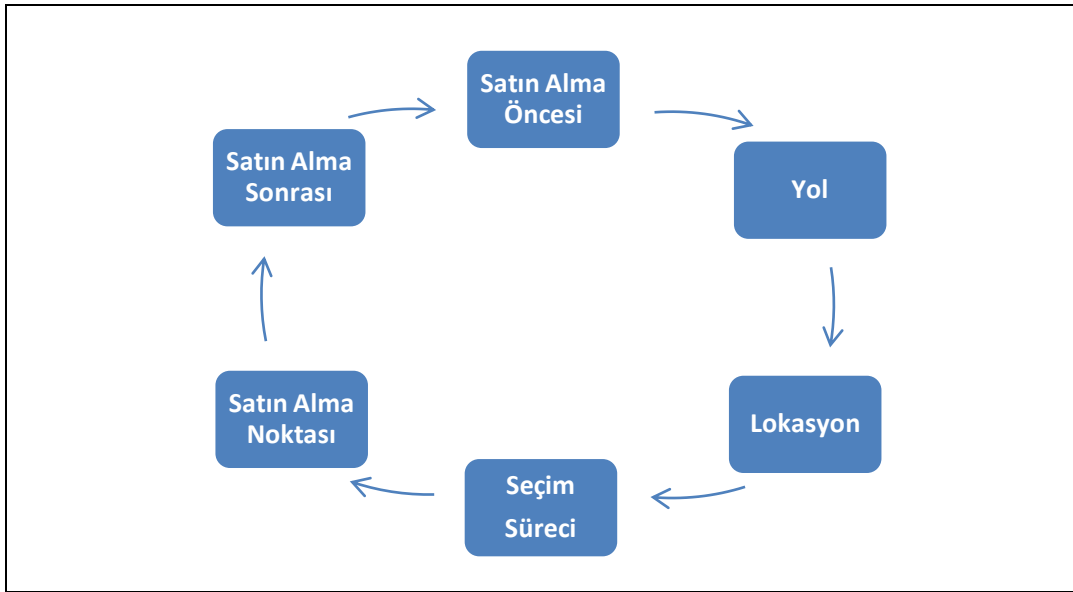 Satın Alma
Öncesi
Yol
Lokasyon
Seçim
Süreci
Satın Alma
Noktası
Satın Alma
Sonrası